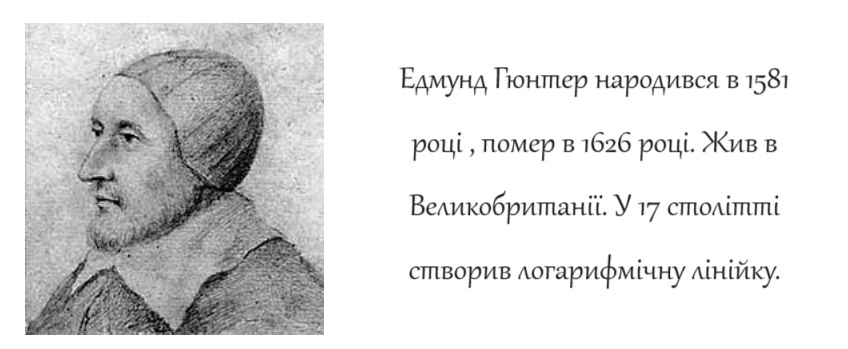 Едмунд Гюнтер народився в 1581
році , помер в 1626 році. Жив в
Великобританії. У 17 столітті
створив логарифмічну лінійку.